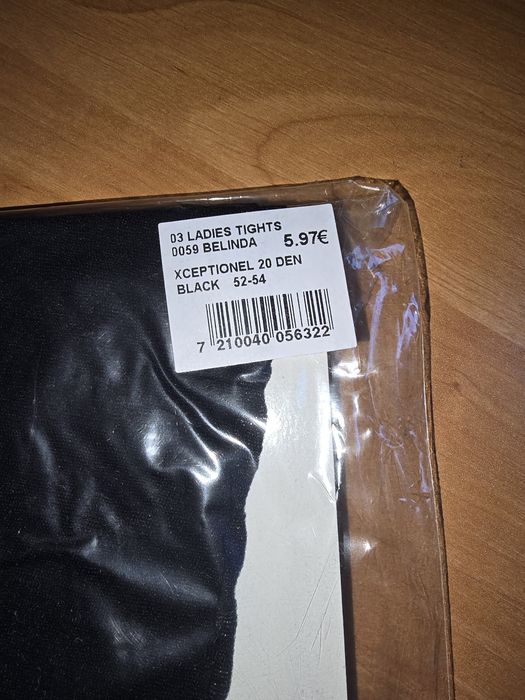 03 LADIES TIGHTS
0059 BELINDA 5.97€
XCEPTIONEL 20 DEN
BLACK 52-54
7 210040 056322